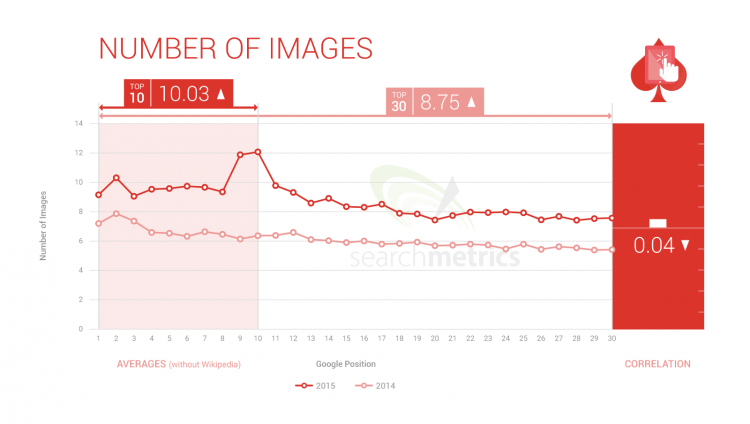 NUMBER OF IMAGES
TOP 10 10.03 ▲
TOP 30 8.75 ▲
14
12
10
8
6
4
2
0
Number of Images
searchmetrics
0.04 ▼
1 2 3 4 5 6 7 8 9 10 11 12 13 14 15 16 17 18 19 20 21 22 23 24 25 26 27 28 29 30
AVERAGES (without Wikipedia)
Google Position
CORRELATION
2015 2014